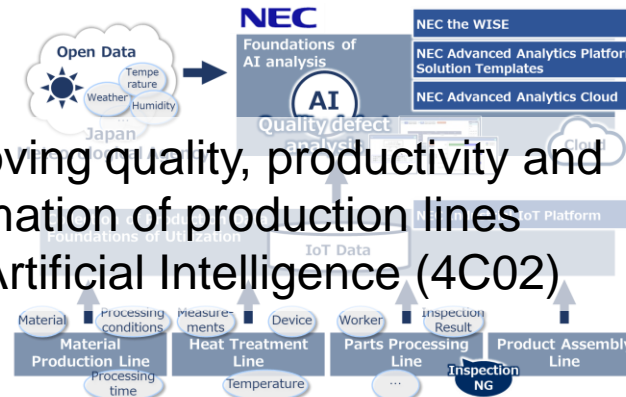 NEC
NEC the WISE
Foundations of
AI analysis
NEC Advanced Analytics Platform
Solution Templates
NEC Advanced Analytics Cloud
AI
Open Data
Tempe
rature
Weather
Humidity
...
Japan
Quality defect
analysis
Cloud
oving quality, productivity and
nation of production lines
Artificial Intelligence (4C02)
IoT Platform
Foundations of Utilization
IoT Data
Material
Processing
conditions
Measure-
ments
Device
Worker
Inspection
Result
Material
Production Line
Heat Treatment
Line
Parts Processing
Line
Product Assembly
Line
Processing
time
Temperature
...
Inspection
NG